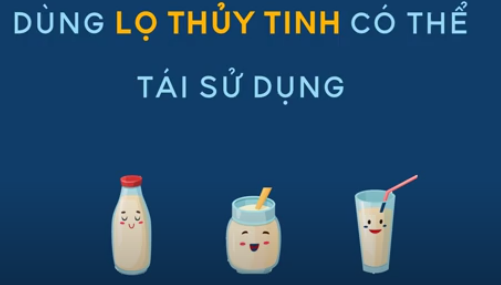 DÙNG LỌ THỦY TINH CÓ THỂ
TÁI SỬ DỤNG